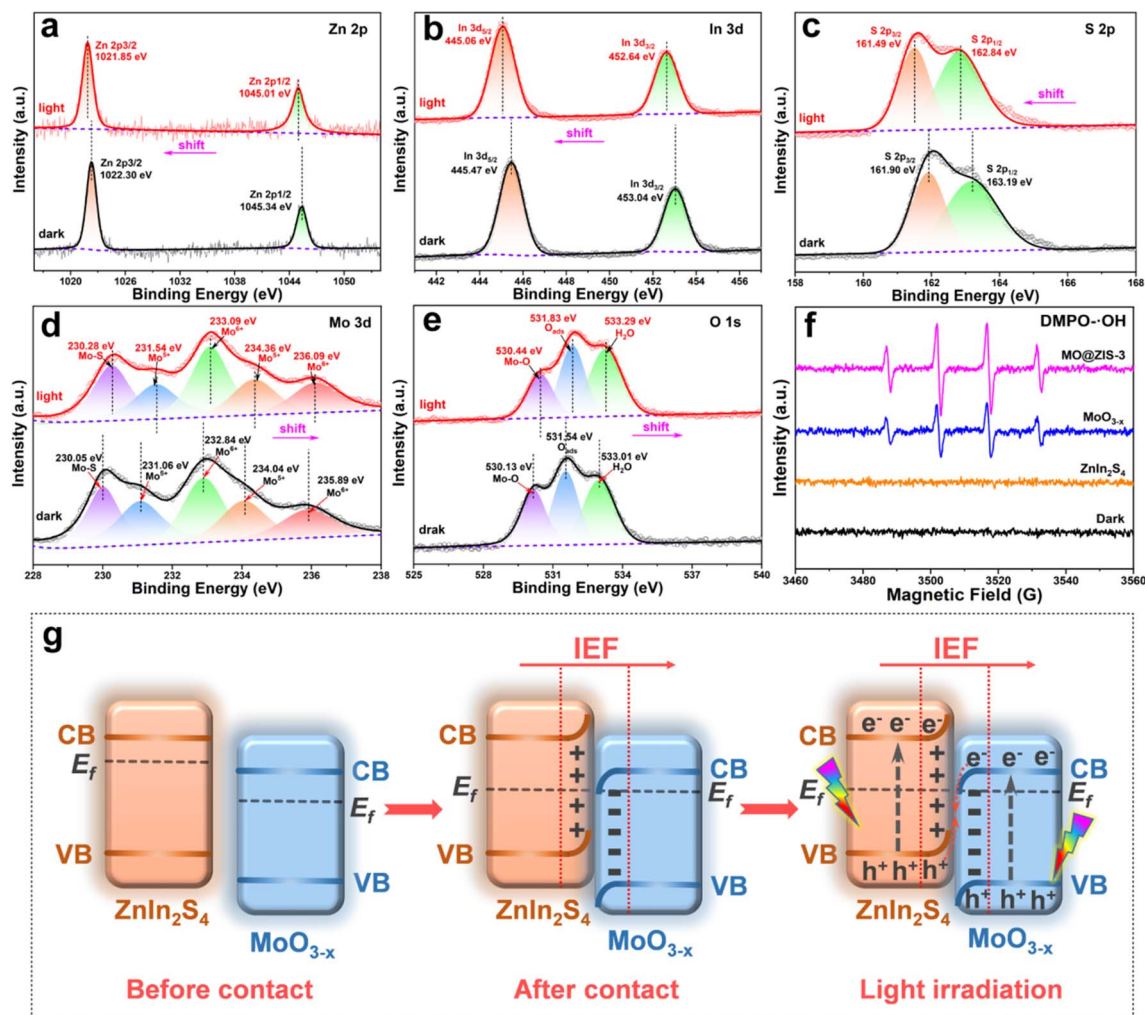 a
Zn 2p
Zn 2p3/2
1021.85 eV
Zn 2p1/2
1045.01 eV
light
shift
Zn 2p3/2
1022.30 eV
Zn 2p1/2
1045.34 eV
dark
Intensity (a.u.)
1020 1026 1032 1038 1044 1050
Binding Energy (eV)
b
In 3d
In 3d5/2
445.06 eV
In 3d3/2
452.64 eV
light
shift
In 3d5/2
445.47 eV
In 3d3/2
453.04 eV
dark
Intensity (a.u.)
442 444 446 448 450 452 454 456
Binding Energy (eV)
c
S 2p
S 2p3/2
161.49 eV
S 2p1/2
162.84 eV
light
shift
S 2p3/2
161.90 eV
S 2p1/2
163.19 eV
dark
Intensity (a.u.)
158 160 162 164 166 168
Binding Energy (eV)
d
Mo 3d
230.28 eV
Mo-S
231.54 eV
Mo5+
233.09 eV
Mo6+
234.36 eV
Mo5+
236.09 eV
Mo6+
light
shift
230.05 eV
Mo-S
231.06 eV
Mo5+
232.84 eV
Mo6+
234.04 eV
Mo5+
235.89 eV
Mo6+
dark
Intensity (a.u.)
228 230 232 234 236 238
Binding Energy (eV)
e
O 1s
530.44 eV
Mo-O
531.83 eV
Oads
533.29 eV
H2O
light
shift
530.13 eV
Mo-O
531.54 eV
Oads
533.01 eV
H2O
drak
Intensity (a.u.)
525 528 531 534 537 540
Binding Energy (eV)
f
DMPO-·OH
MO@ZIS-3
MoO3-x
ZnIn2S4
Dark
Intensity (a.u.)
3460 3480 3500 3520 3540 3560
Magnetic Field (G)
g
CB
Ef
VB
ZnIn2S4
CB
Ef
VB
MoO3-x
Before contact
IEF
CB
Ef
VB
+
+
+
+
ZnIn2S4
CB
Ef
VB
-
-
-
-
-
MoO3-x
After contact
IEF
CB
Ef
VB
e- e- e-
+
+
+
+
h+ h+ h+
ZnIn2S4
e- e- e-
CB
Ef
VB
-
-
-
-
-
h+ h+ h+
MoO3-x
Light irradiation